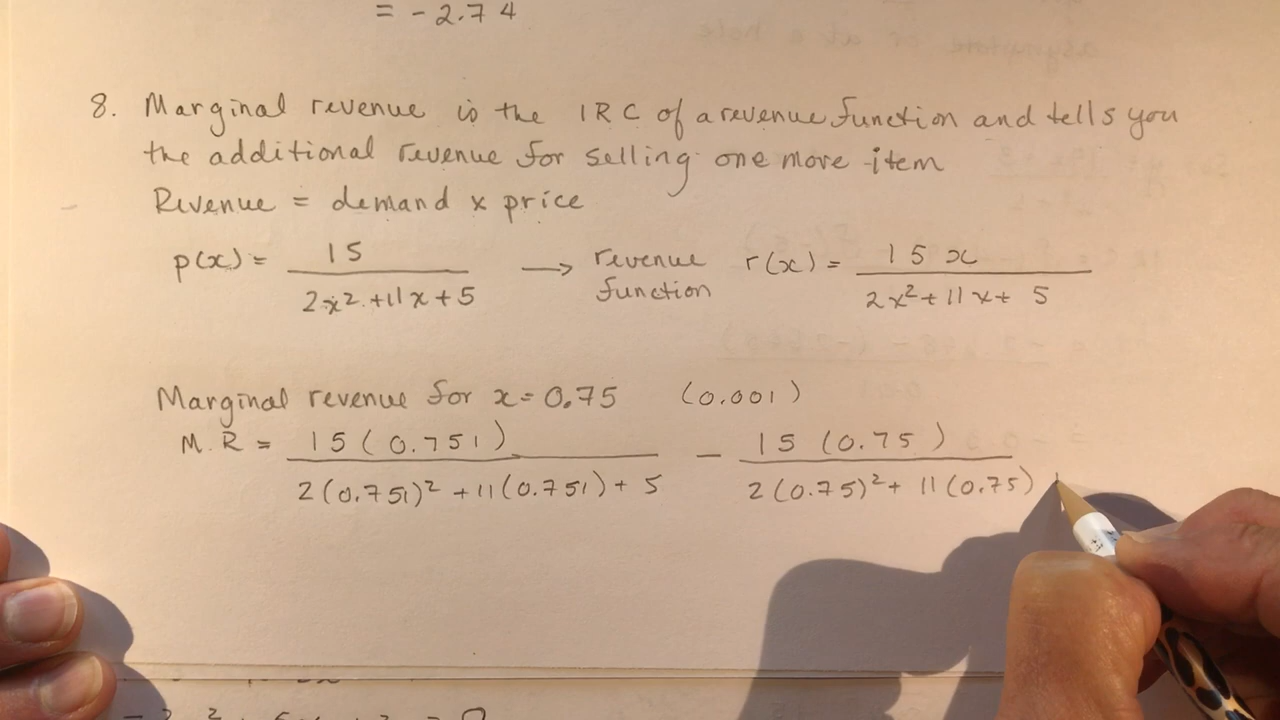 = - 2.74
8. Marginal revenue is the IRC of a revenue function and tells you
the additional revenue for selling one more item
Revenue = demand x price
p(x) = 15 / 2x² + 11x + 5 → revenue function r(x) = 15x / 2x² + 11x + 5
Marginal revenue for x = 0.75 (0.001)
M.R = 15(0.751) / 2(0.751)² + 11(0.751) + 5 - 15(0.75) / 2(0.75)² + 11(0.75)